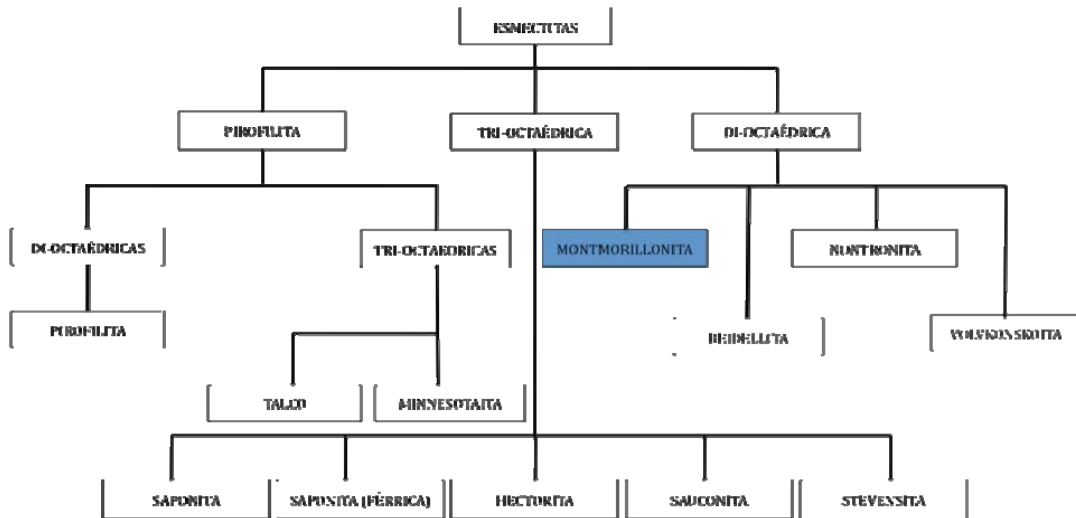 ESMECTITAS
PIROFILITA
TRI-OCTAÉDRICA
DI-OCTAÉDRICA
DI-OCTAÉDRICAS
TRI-OCTAEDRICAS
MONTMORILLONITA
NONTRONITA
PIROFILITA
BEIDELLITA
VOLVKONSKOITA
TALCO
MINNESOTAITA
SAPONITA
SAPONITA (FÉRRICA)
HECTORITA
SAUCONITA
STEVENSITA